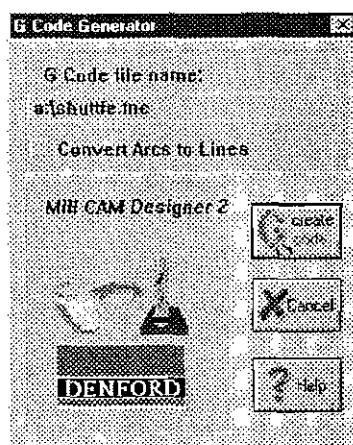 G Code Generator
G Code file name:
a:\shuttle.fnc
Convert Arcs to Lines
Mill CAM Designer 2
create
code
Cancel
Help
DENFORD